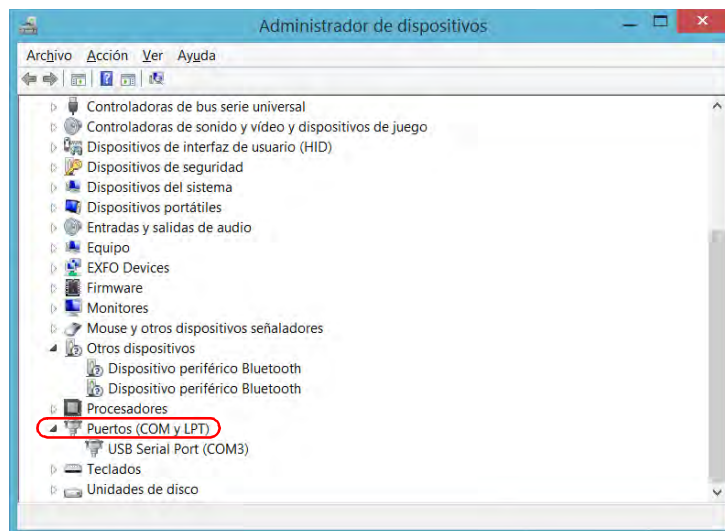 Administrador de dispositivos
Archivo Acción Ver Ayuda
Controladoras de bus serie universal
Controladoras de sonido y vídeo y dispositivos de juego
Dispositivos de interfaz de usuario (HID)
Dispositivos de seguridad
Dispositivos del sistema
Dispositivos portátiles
Entradas y salidas de audio
Equipo
EXFO Devices
Firmware
Monitores
Mouse y otros dispositivos señaladores
Otros dispositivos
Dispositivo periférico Bluetooth
Dispositivo periférico Bluetooth
Procesadores
Puertos (COM y LPT)
USB Serial Port (COM3)
Teclados
Unidades de disco